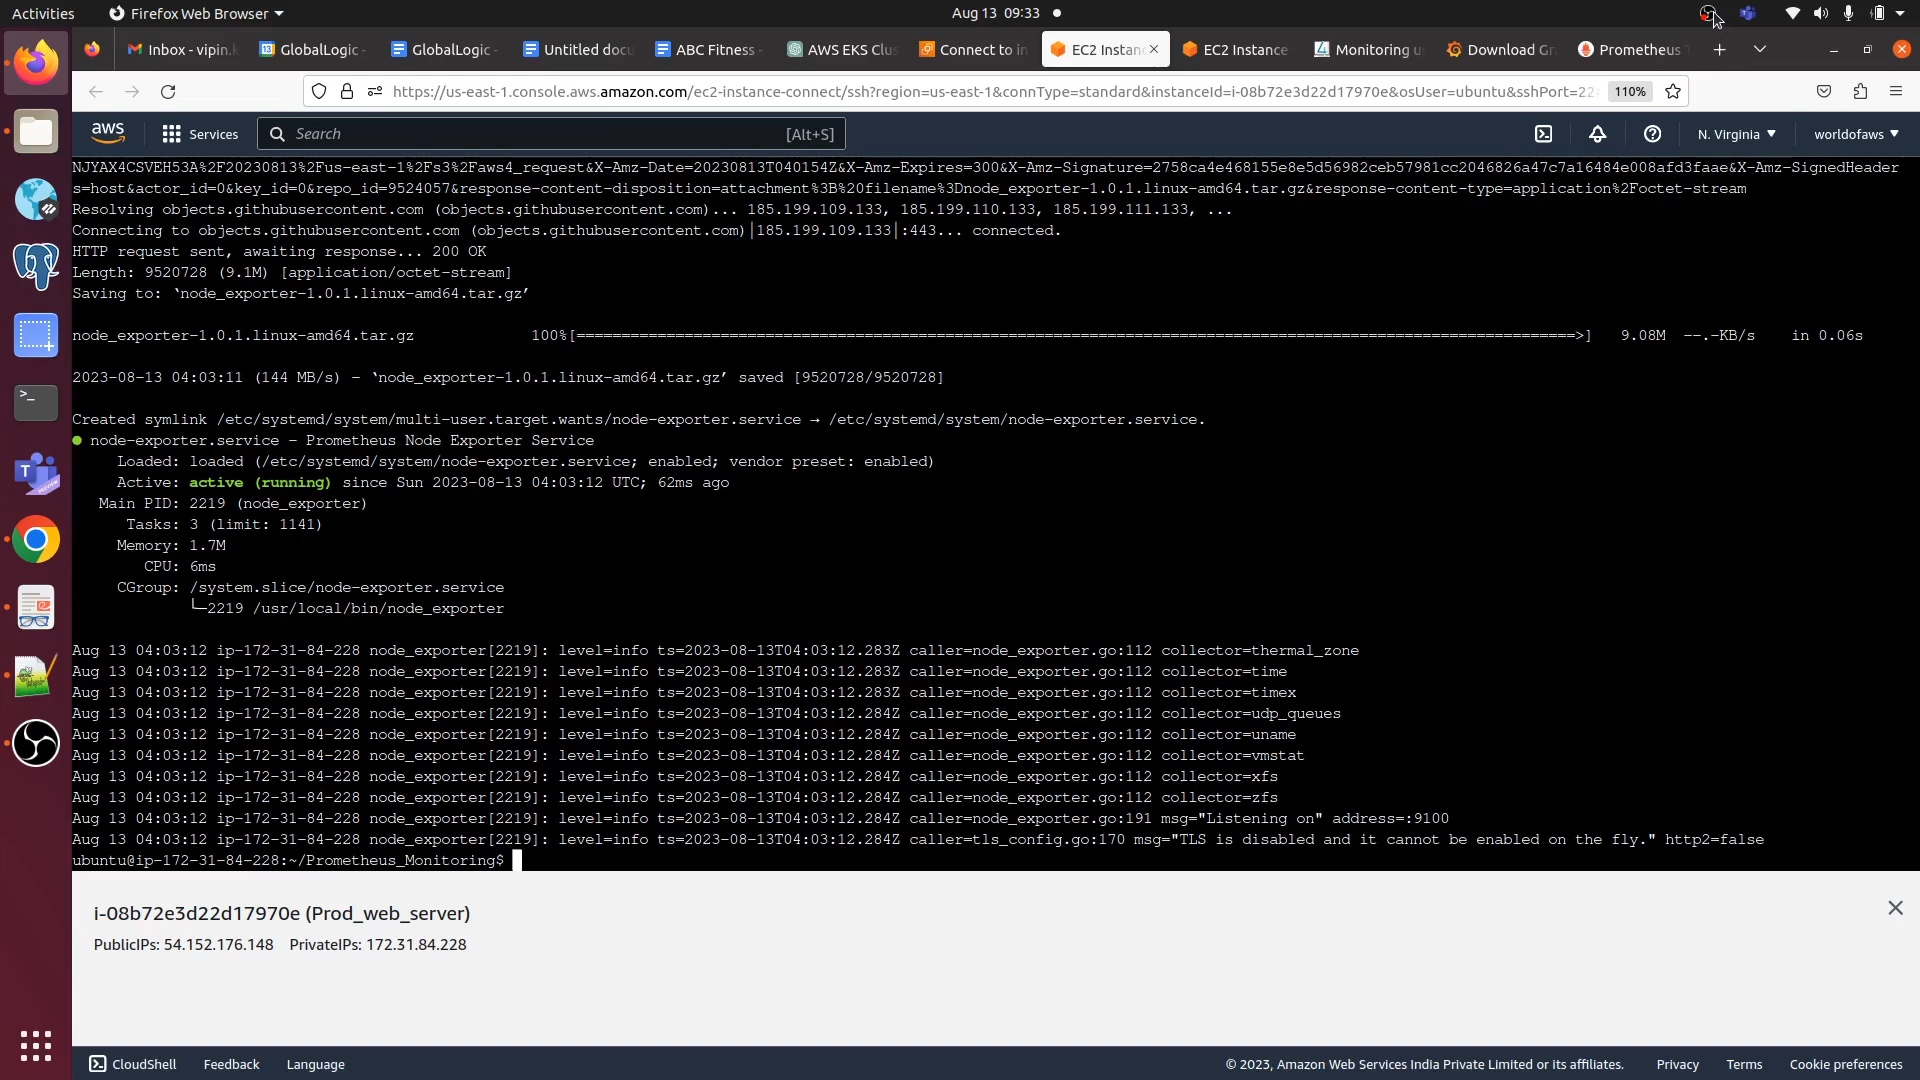 Activities
Firefox Web Browser
Aug 13 09:33
Inbox - vipin.k
GlobalLogic -
GlobalLogic -
Untitled docu
ABC Fitness -
AWS EKS Clus
Connect to in
EC2 Instanc
EC2 Instance
Monitoring u
Download Gr
Prometheus T
https://us-east-1.console.aws.amazon.com/ec2-instance-connect/ssh?region=us-east-1&connType=standard&instanceId=i-08b72e3d22d17970e&osUser=ubuntu&sshPort=22
110%
aws
Services
Search
[Alt+S]
N. Virginia
worldofaws
NJYAX4CSVEH53A%2F20230813%2Fus-east-1%2Fs3%2Faws4_request&X-Amz-Date=20230813T040154Z&X-Amz-Expires=300&X-Amz-Signature=2758ca4e468155e8e5d56982ceb57981cc2046826a47c7a16484e008afd3faae&X-Amz-SignedHeader
s=host&actor_id=0&key_id=0&repo_id=9524057&response-content-disposition=attachment%3B%20filename%3Dnode_exporter-1.0.1.linux-amd64.tar.gz&response-content-type=application%2Foctet-stream
Resolving objects.githubusercontent.com (objects.githubusercontent.com)... 185.199.109.133, 185.199.110.133, 185.199.111.133, ...
Connecting to objects.githubusercontent.com (objects.githubusercontent.com)|185.199.109.133|:443... connected.
HTTP request sent, awaiting response... 200 OK
Length: 9520728 (9.1M) [application/octet-stream]
Saving to: ‘node_exporter-1.0.1.linux-amd64.tar.gz’
node_exporter-1.0.1.linux-amd64.tar.gz 100%[==============================================================================================================>] 9.08M --.-KB/s in 0.06s
2023-08-13 04:03:11 (144 MB/s) - ‘node_exporter-1.0.1.linux-amd64.tar.gz’ saved [9520728/9520728]
Created symlink /etc/systemd/system/multi-user.target.wants/node-exporter.service → /etc/systemd/system/node-exporter.service.
● node-exporter.service - Prometheus Node Exporter Service
Loaded: loaded (/etc/systemd/system/node-exporter.service; enabled; vendor preset: enabled)
Active: active (running) since Sun 2023-08-13 04:03:12 UTC; 62ms ago
Main PID: 2219 (node_exporter)
Tasks: 3 (limit: 1141)
Memory: 1.7M
CPU: 6ms
CGroup: /system.slice/node-exporter.service
└─2219 /usr/local/bin/node_exporter
Aug 13 04:03:12 ip-172-31-84-228 node_exporter[2219]: level=info ts=2023-08-13T04:03:12.283Z caller=node_exporter.go:112 collector=thermal_zone
Aug 13 04:03:12 ip-172-31-84-228 node_exporter[2219]: level=info ts=2023-08-13T04:03:12.283Z caller=node_exporter.go:112 collector=time
Aug 13 04:03:12 ip-172-31-84-228 node_exporter[2219]: level=info ts=2023-08-13T04:03:12.283Z caller=node_exporter.go:112 collector=timex
Aug 13 04:03:12 ip-172-31-84-228 node_exporter[2219]: level=info ts=2023-08-13T04:03:12.284Z caller=node_exporter.go:112 collector=udp_queues
Aug 13 04:03:12 ip-172-31-84-228 node_exporter[2219]: level=info ts=2023-08-13T04:03:12.284Z caller=node_exporter.go:112 collector=uname
Aug 13 04:03:12 ip-172-31-84-228 node_exporter[2219]: level=info ts=2023-08-13T04:03:12.284Z caller=node_exporter.go:112 collector=vmstat
Aug 13 04:03:12 ip-172-31-84-228 node_exporter[2219]: level=info ts=2023-08-13T04:03:12.284Z caller=node_exporter.go:112 collector=xfs
Aug 13 04:03:12 ip-172-31-84-228 node_exporter[2219]: level=info ts=2023-08-13T04:03:12.284Z caller=node_exporter.go:112 collector=zfs
Aug 13 04:03:12 ip-172-31-84-228 node_exporter[2219]: level=info ts=2023-08-13T04:03:12.284Z caller=node_exporter.go:191 msg="Listening on" address=:9100
Aug 13 04:03:12 ip-172-31-84-228 node_exporter[2219]: level=info ts=2023-08-13T04:03:12.284Z caller=tls_config.go:170 msg="TLS is disabled and it cannot be enabled on the fly." http2=false
ubuntu@ip-172-31-84-228:~/Prometheus_Monitoring$
i-08b72e3d22d17970e (Prod_web_server)
PublicIPs: 54.152.176.148 PrivateIPs: 172.31.84.228
CloudShell
Feedback
Language
© 2023, Amazon Web Services India Private Limited or its affiliates.
Privacy
Terms
Cookie preferences